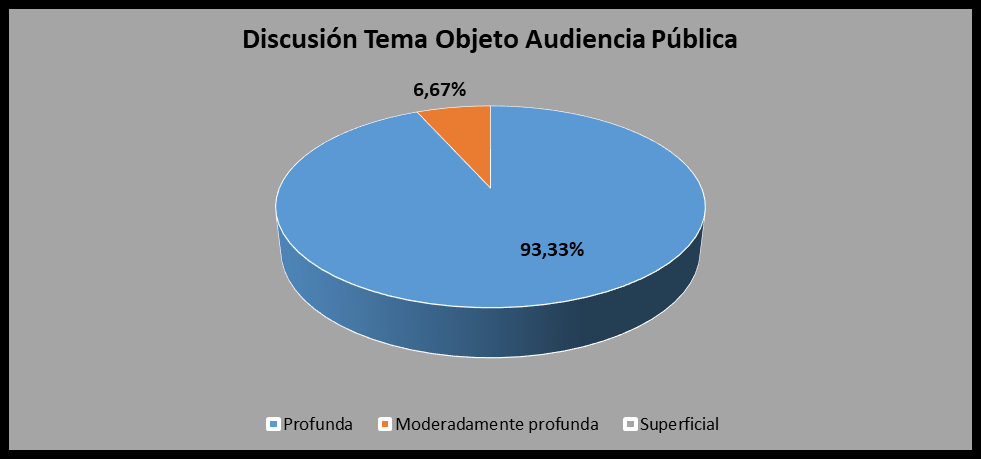 Discusión Tema Objeto Audiencia Pública
6,67%
93,33%
Profunda
Moderadamente profunda
Superficial